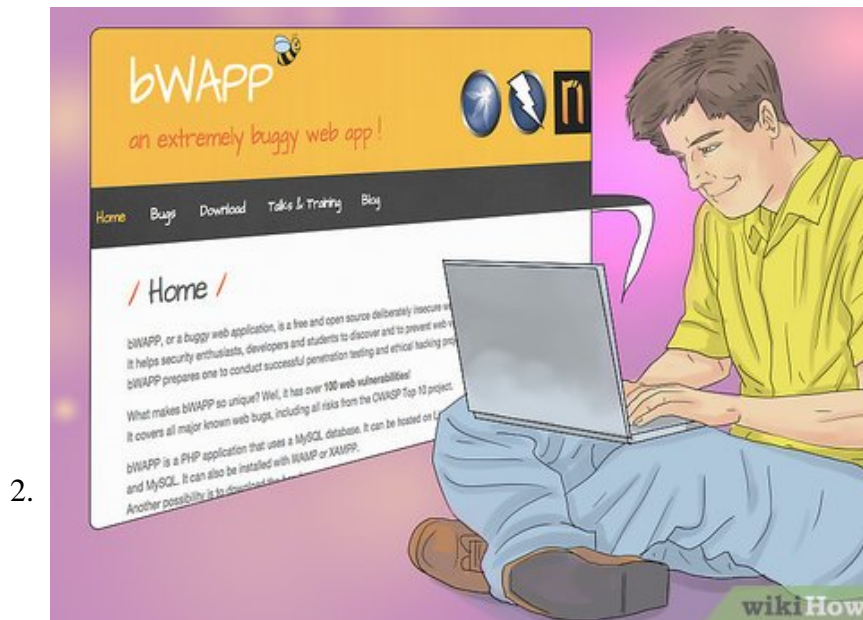 bWAPP
an extremely buggy web app !
n
Home Bugs Download Talks & Training Blog
/ Home /
bWAPP, or a buggy web application, is a free and open source deliberately insecure
It helps security enthusiasts, developers and students to discover and to prevent web
bWAPP prepares one to conduct successful penetration testing and ethical hacking
What makes bWAPP so unique? Well, it has over 100 web vulnerabilities!
It covers all major known web bugs, including all risks from the OWASP Top 10 project.
bWAPP is a PHP application that uses a MySQL database. It can be hosted on
and MySQL. It can also be installed with WAMP or XAMPP.
Another possibility is to download the
2.
wikiHow